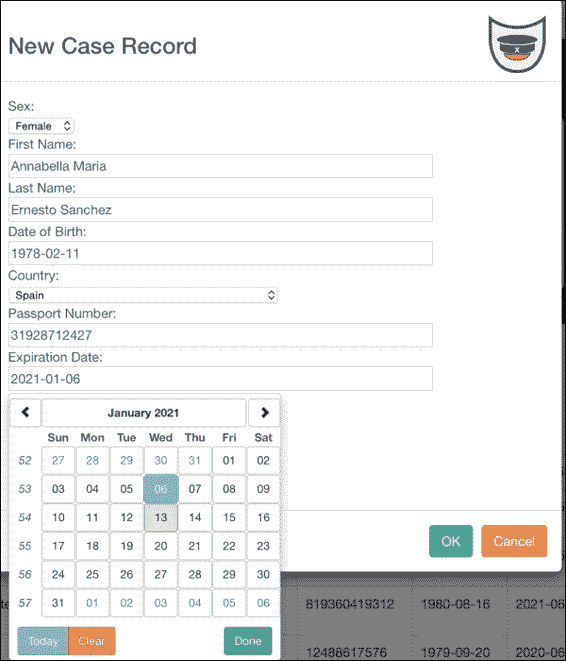 New Case Record
X
Sex:
Female
First Name:
Annabella Maria
Last Name:
Ernesto Sanchez
Date of Birth:
1978-02-11
Country:
Spain
Passport Number:
31928712427
Expiration Date:
2021-01-06
January 2021
Sun Mon Tue Wed Thu Fri Sat
52 27 28 29 30 31 01 02
53 03 04 05 06 07 08 09
54 10 11 12 13 14 15 16
55 17 18 19 20 21 22 23
56 24 25 26 27 28 29 30
57 31 01 02 03 04 05 06
Today Clear Done
OK Cancel
819360419312 1980-08-16 2021-06
12488617576 1979-09-20 2020-06